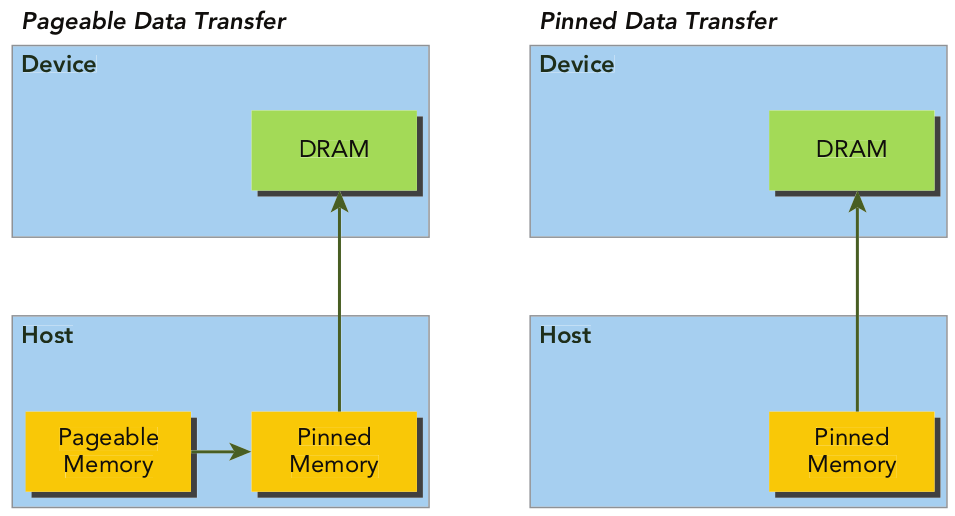 Pageable Data Transfer
Device
DRAM
Host
Pageable
Memory
Pinned
Memory
Pinned Data Transfer
Device
DRAM
Host
Pinned
Memory